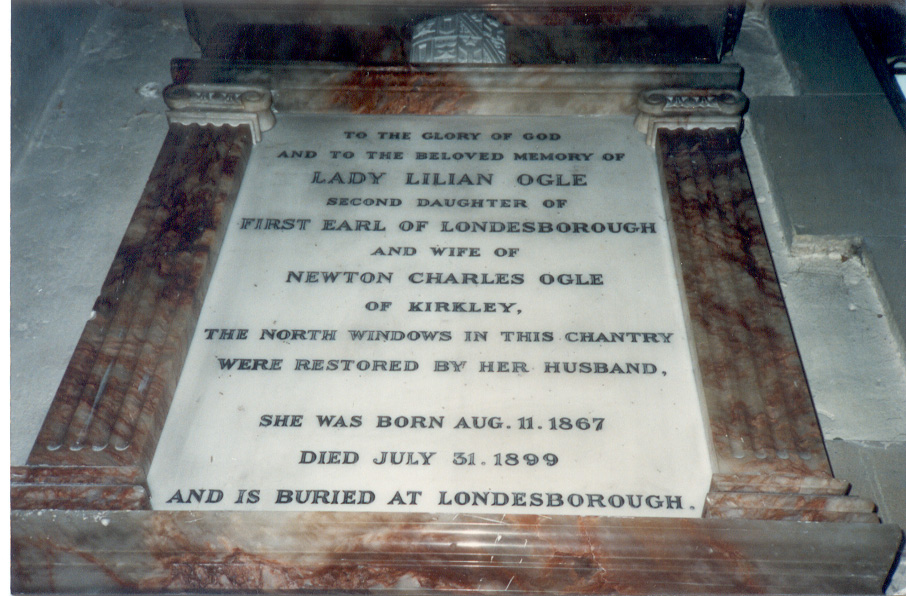 TO THE GLORY OF GOD
AND TO THE BELOVED MEMORY OF
LADY LILIAN OGLE
SECOND DAUGHTER OF
FIRST EARL OF LONDESBOROUGH
AND WIFE OF
NEWTON CHARLES OGLE
OF KIRKLEY,
THE NORTH WINDOWS IN THIS CHANTRY
WERE RESTORED BY HER HUSBAND,
SHE WAS BORN AUG. 11. 1867
DIED JULY 31. 1899
AND IS BURIED AT LONDESBOROUGH.